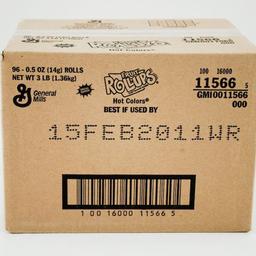 96 - 0.5 OZ (14g) ROLLS
NET WT 3 LB (1.36kg)
FRUIT
ROLL-UPS
Hot Colors®
BEST IF USED BY
100 16000
11566 5
GMI0011566
000
G
General
Mills
15FEB2011WR
1 00 16000 11566 5